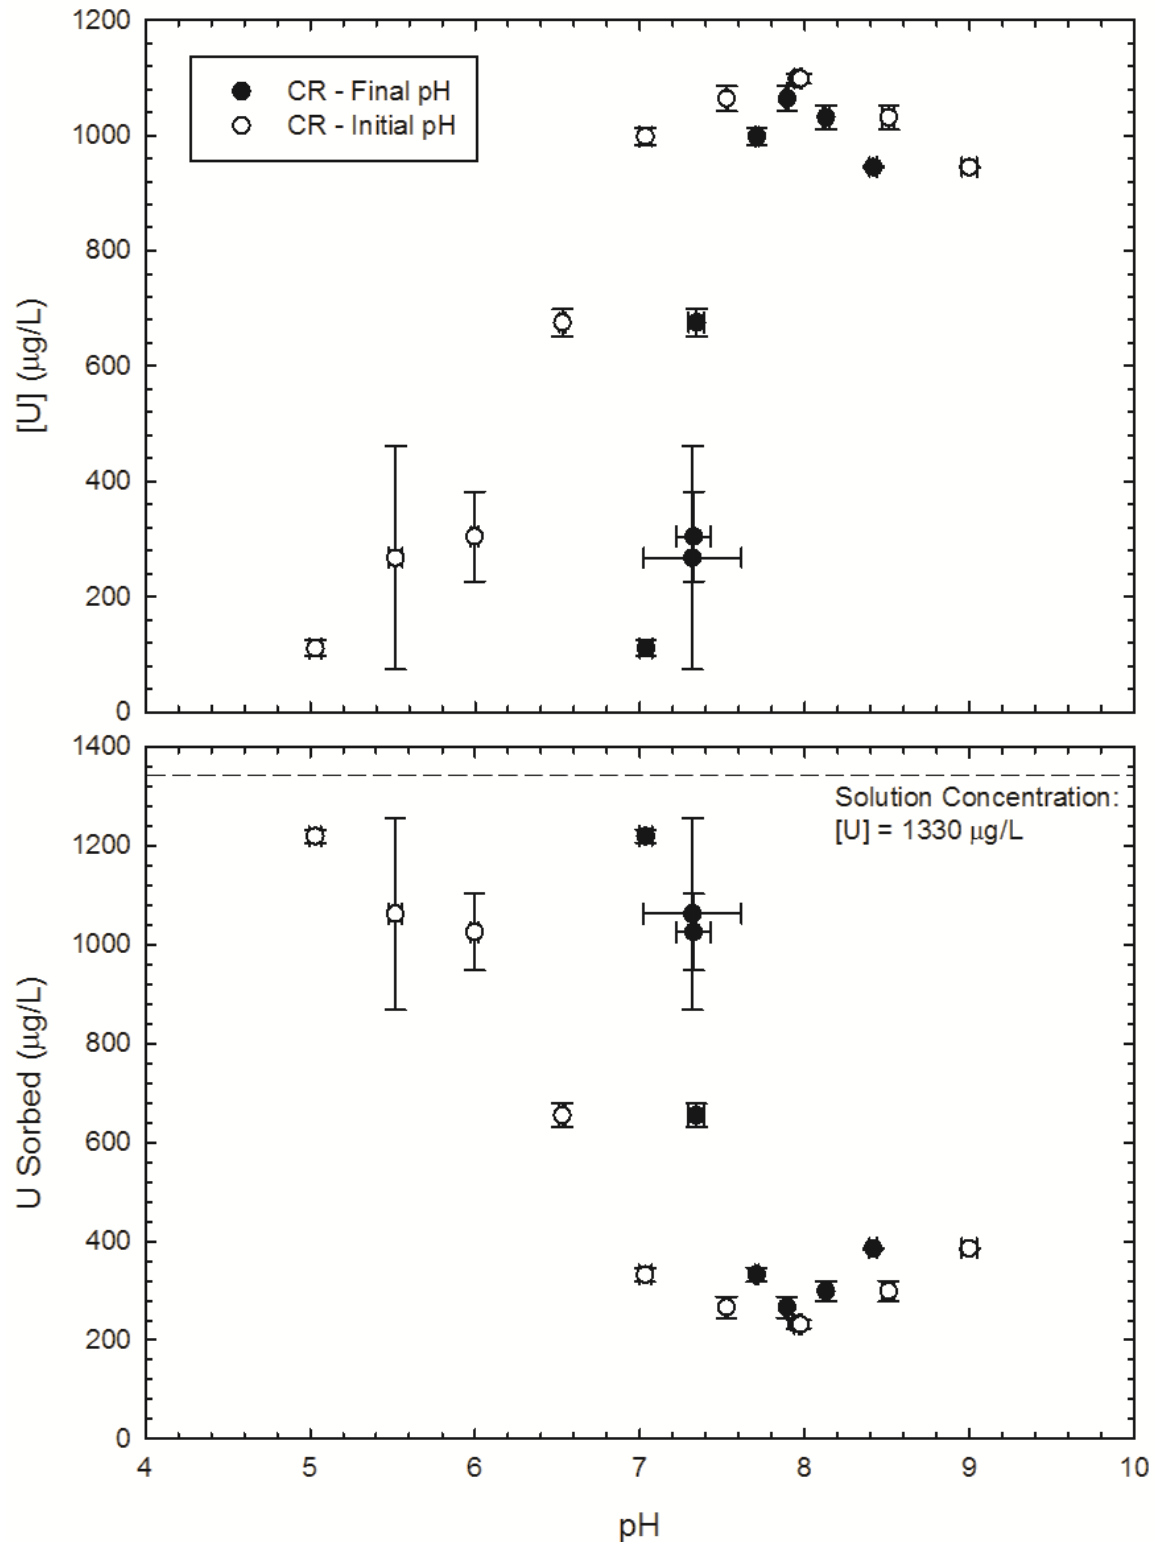 1200
1000
800
600
400
200
0
[U] (μg/L)
CR - Final pH
CR - Initial pH
1400
1200
1000
800
600
400
200
0
U Sorbed (μg/L)
Solution Concentration:
[U] = 1330 μg/L
4 5 6 7 8 9 10
pH